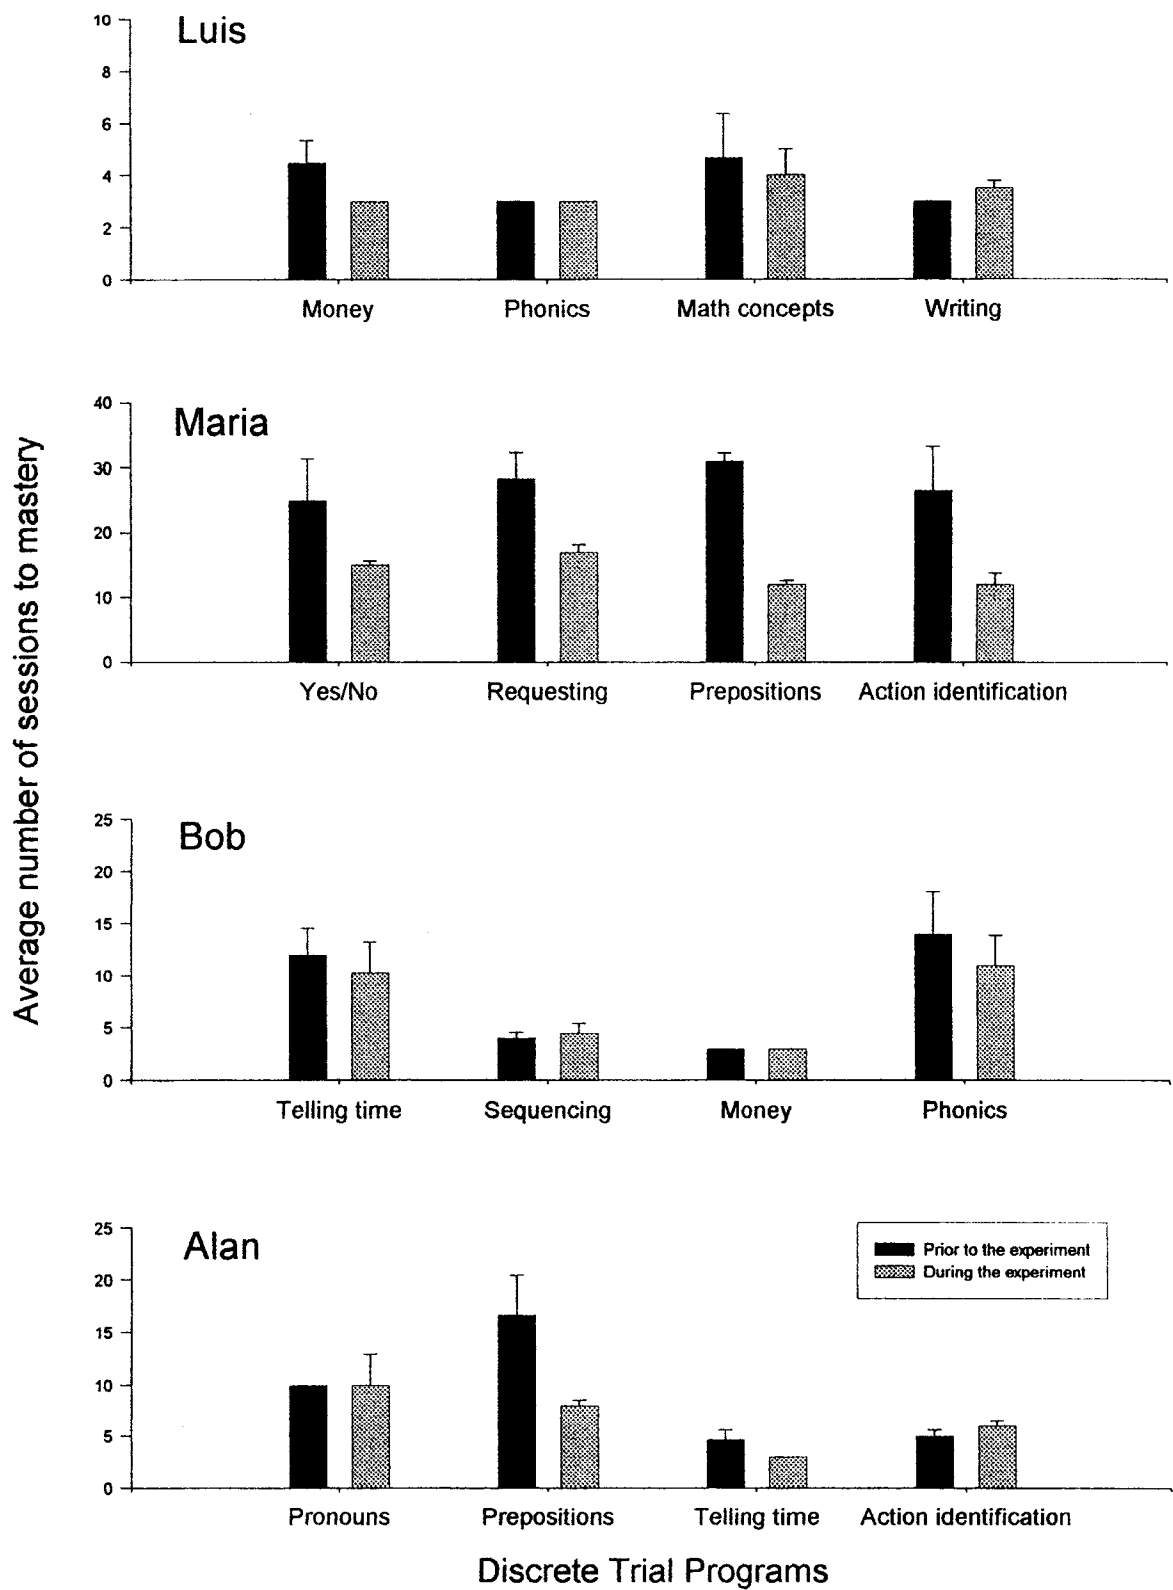 Average number of sessions to mastery
Luis
10
8
6
4
2
0
Money Phonics Math concepts Writing
Maria
40
30
20
10
0
Yes/No Requesting Prepositions Action identification
Bob
25
20
15
10
5
0
Telling time Sequencing Money Phonics
Alan
25
20
15
10
5
0
Prior to the experiment
During the experiment
Pronouns Prepositions Telling time Action identification
Discrete Trial Programs